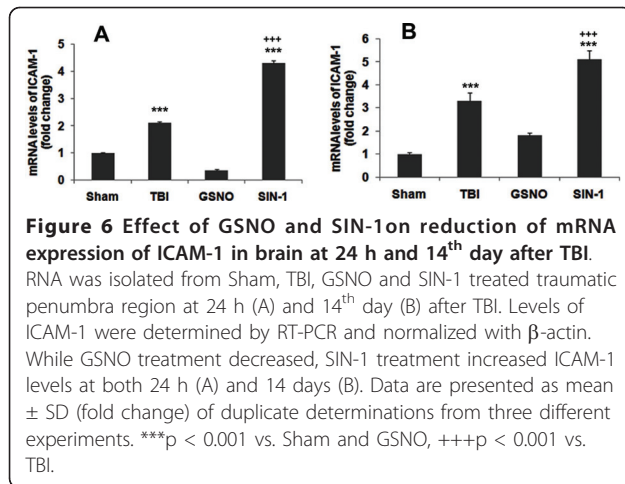 A
B
mRNA levels of ICAM-1
(fold change)
5
4
3
2
1
0
***
+++
***
Sham TBI GSNO SIN-1
mRNA levels of ICAM-1
(fold change)
6
5
4
3
2
1
0
***
+++
***
Sham TBI GSNO SIN-1
Figure 6 Effect of GSNO and SIN-1on reduction of mRNA
expression of ICAM-1 in brain at 24 h and 14th day after TBI.
RNA was isolated from Sham, TBI, GSNO and SIN-1 treated traumatic
penumbra region at 24 h (A) and 14th day (B) after TBI. Levels of
ICAM-1 were determined by RT-PCR and normalized with β-actin.
While GSNO treatment decreased, SIN-1 treatment increased ICAM-1
levels at both 24 h (A) and 14 days (B). Data are presented as mean
± SD (fold change) of duplicate determinations from three different
experiments. ***p < 0.001 vs. Sham and GSNO, +++p < 0.001 vs.
TBI.